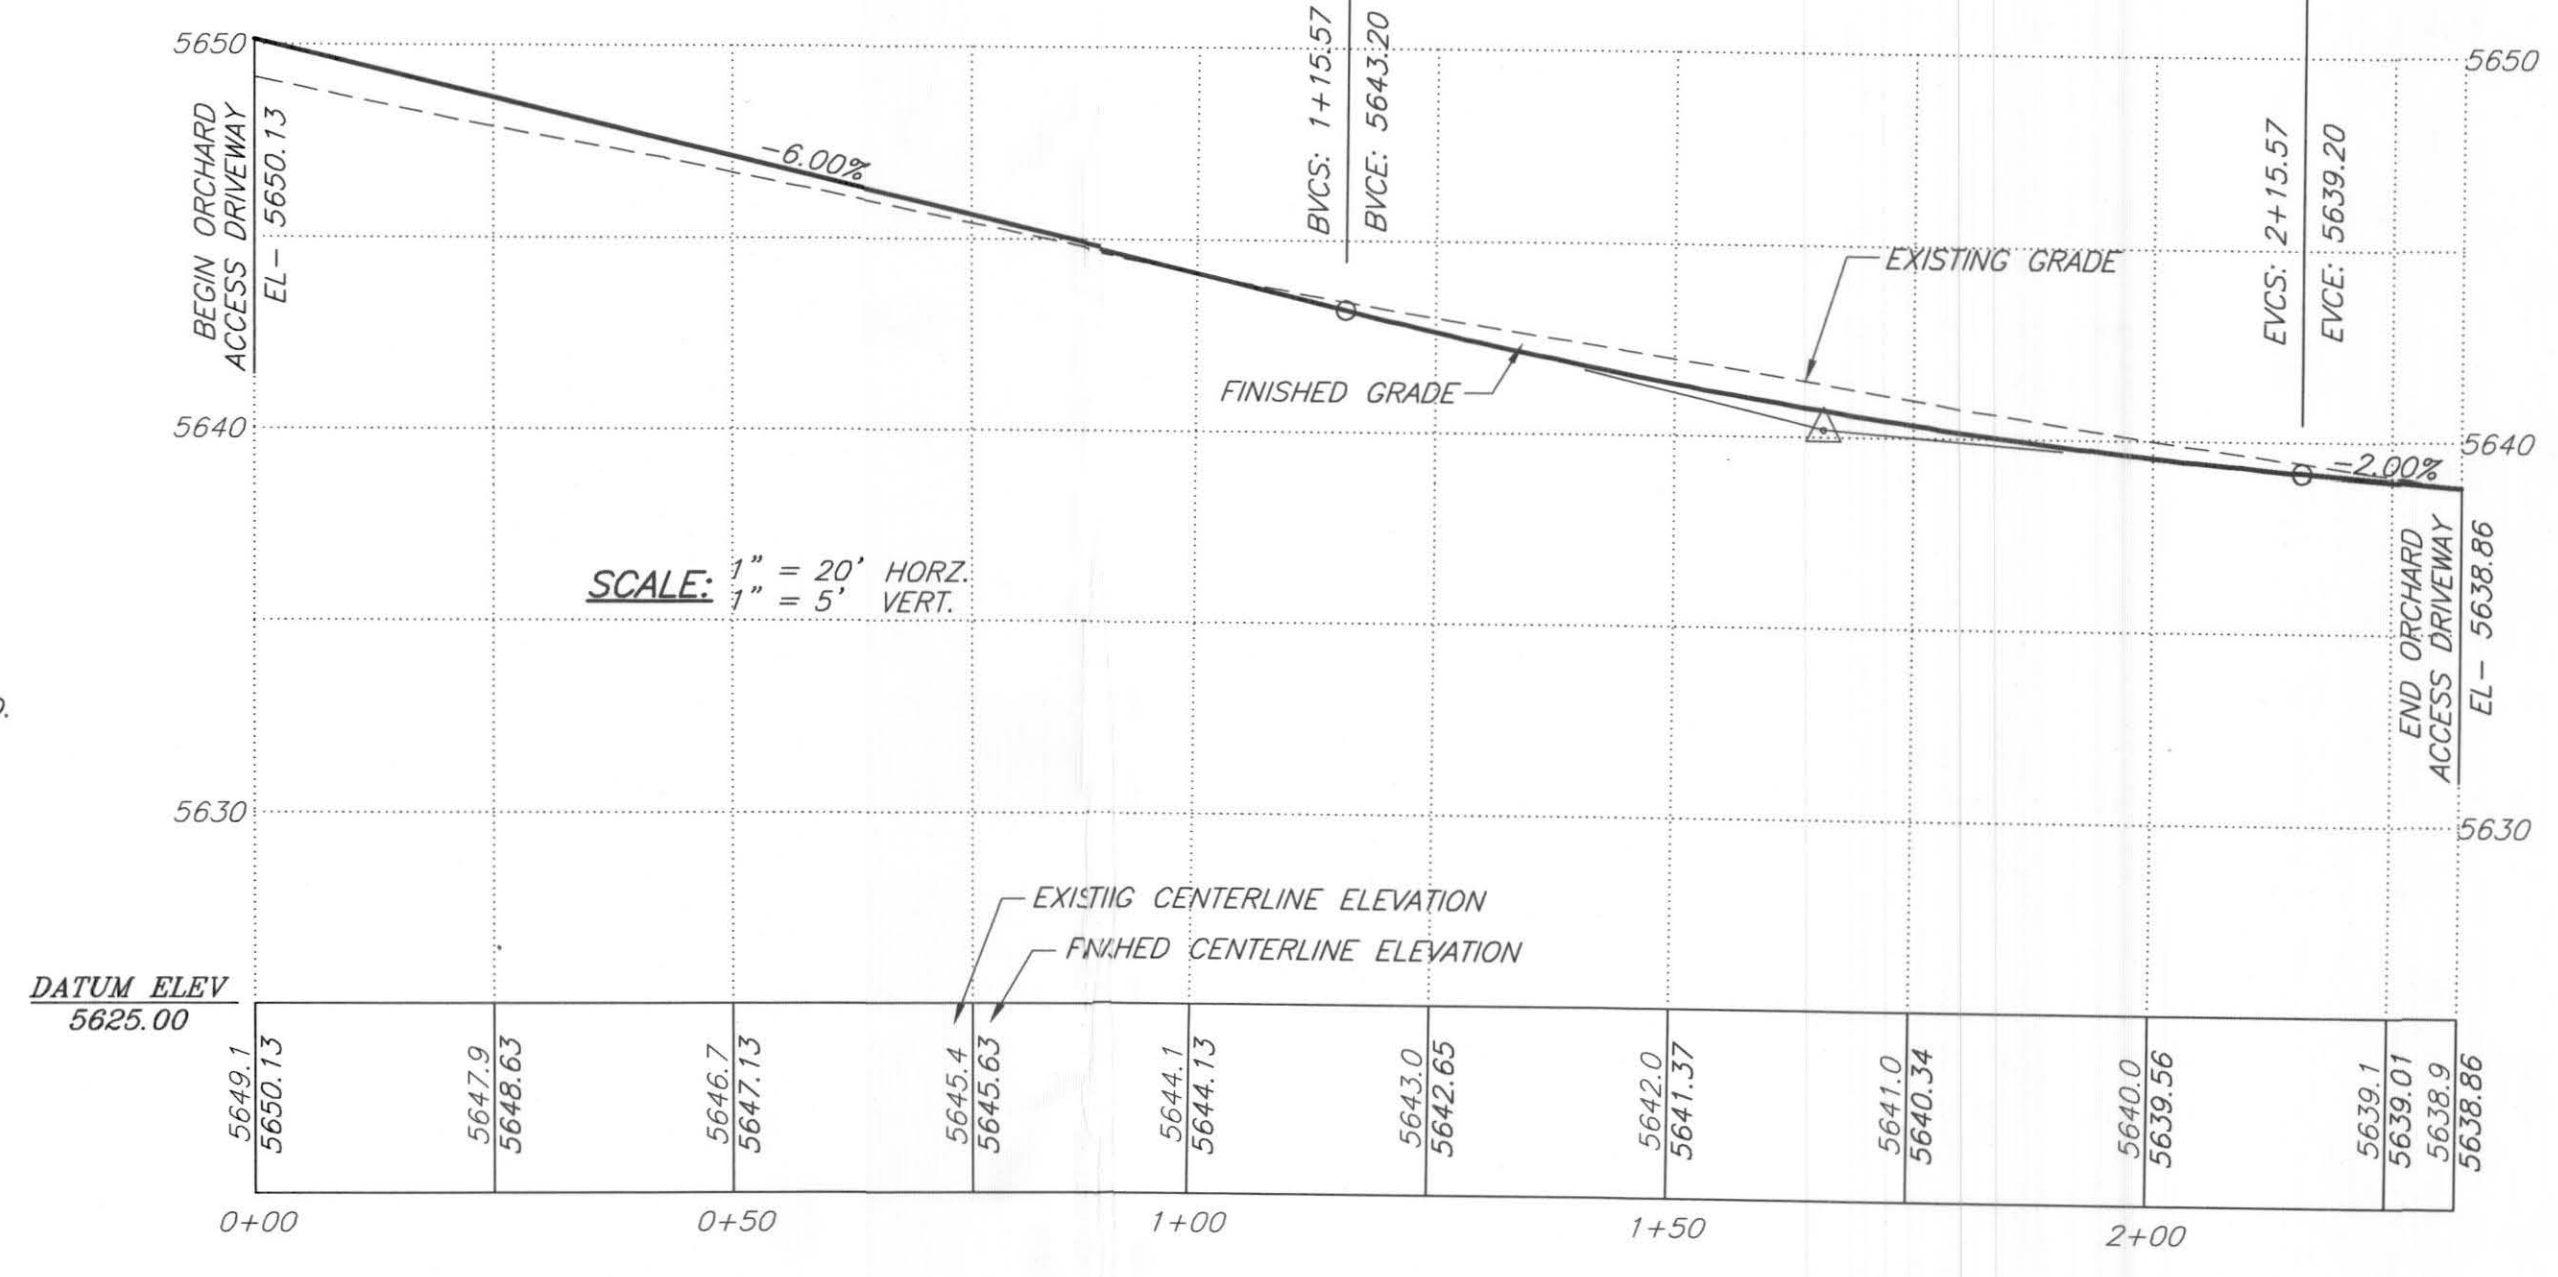 BVCS: 1+15.57
BVCE: 5643.20
5650
5650
BEGIN ORCHARD
ACCESS DRIVEWAY
EL- 5650.13
-6.00%
EVCS: 2+15.57
EVCE: 5639.20
EXISTING GRADE
FINISHED GRADE
5640
5640
-2.00%
SCALE: 1" = 20' HORZ.
1" = 5' VERT.
END ORCHARD
ACCESS DRIVEWAY
EL- 5638.86
5630
5630
EXISTIIG CENTERLINE ELEVATION
CENTERLINE ELEVATION
DATUM ELEV
5625.00
5649.1
5650.13
5647.9
5648.63
5646.7
5647.13
5645.4
5645.63
5644.1
5644.13
5643.0
5642.65
5642.0
5641.37
5641.0
5640.34
5640.0
5639.56
5639.1
5639.01
5638.9
5638.86
0+00
0+50
1+00
1+50
2+00